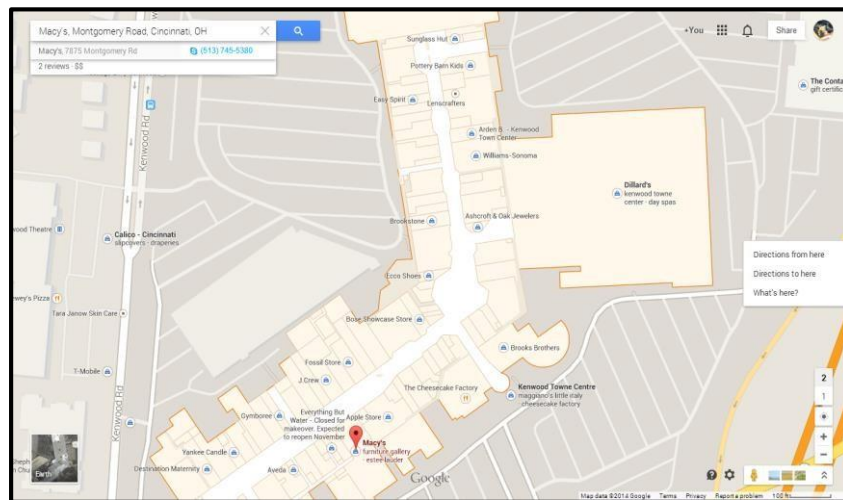 Macy's, Montgomery Road, Cincinnati, OH
Macy's, 7875 Montgomery Rd
(513) 745-5380
2 reviews · $$
+You
Share
Sunglass Hut
Pottery Barn Kids
Easy Spirit
Lenscrafters
Kenwood Rd
The Conta
gift certific
Arden B. - Kenwood
Town Center
Williams-Sonoma
Dillard's
kenwood towne
center · day spas
Brookstone
Ashcroft & Oak Jewelers
wood Theatre
Calico - Cincinnati
slipcovers · draperies
Directions from here
Directions to here
What's here?
Ecco Shoes
ewey's Pizza
Tara Janow Skin Care
Bose Showcase Store
Brooks Brothers
Fossil Store
T-Mobile
J.Crew
The Cheesecake Factory
Kenwood Towne Centre
maggiano's little italy
cheesecake factory
2
1
Kenwood Rd
Gymboree
Everything But
Water - Closed for
makeover. Expected
to reopen November
Apple Store
Macy's
furniture gallery
· estee lauder
Yankee Candle
Destination Maternity
Aveda
Earth
Sheph
n Chu
Google
Map data ©2014 Google
Terms
Privacy
Report a problem
100 ft